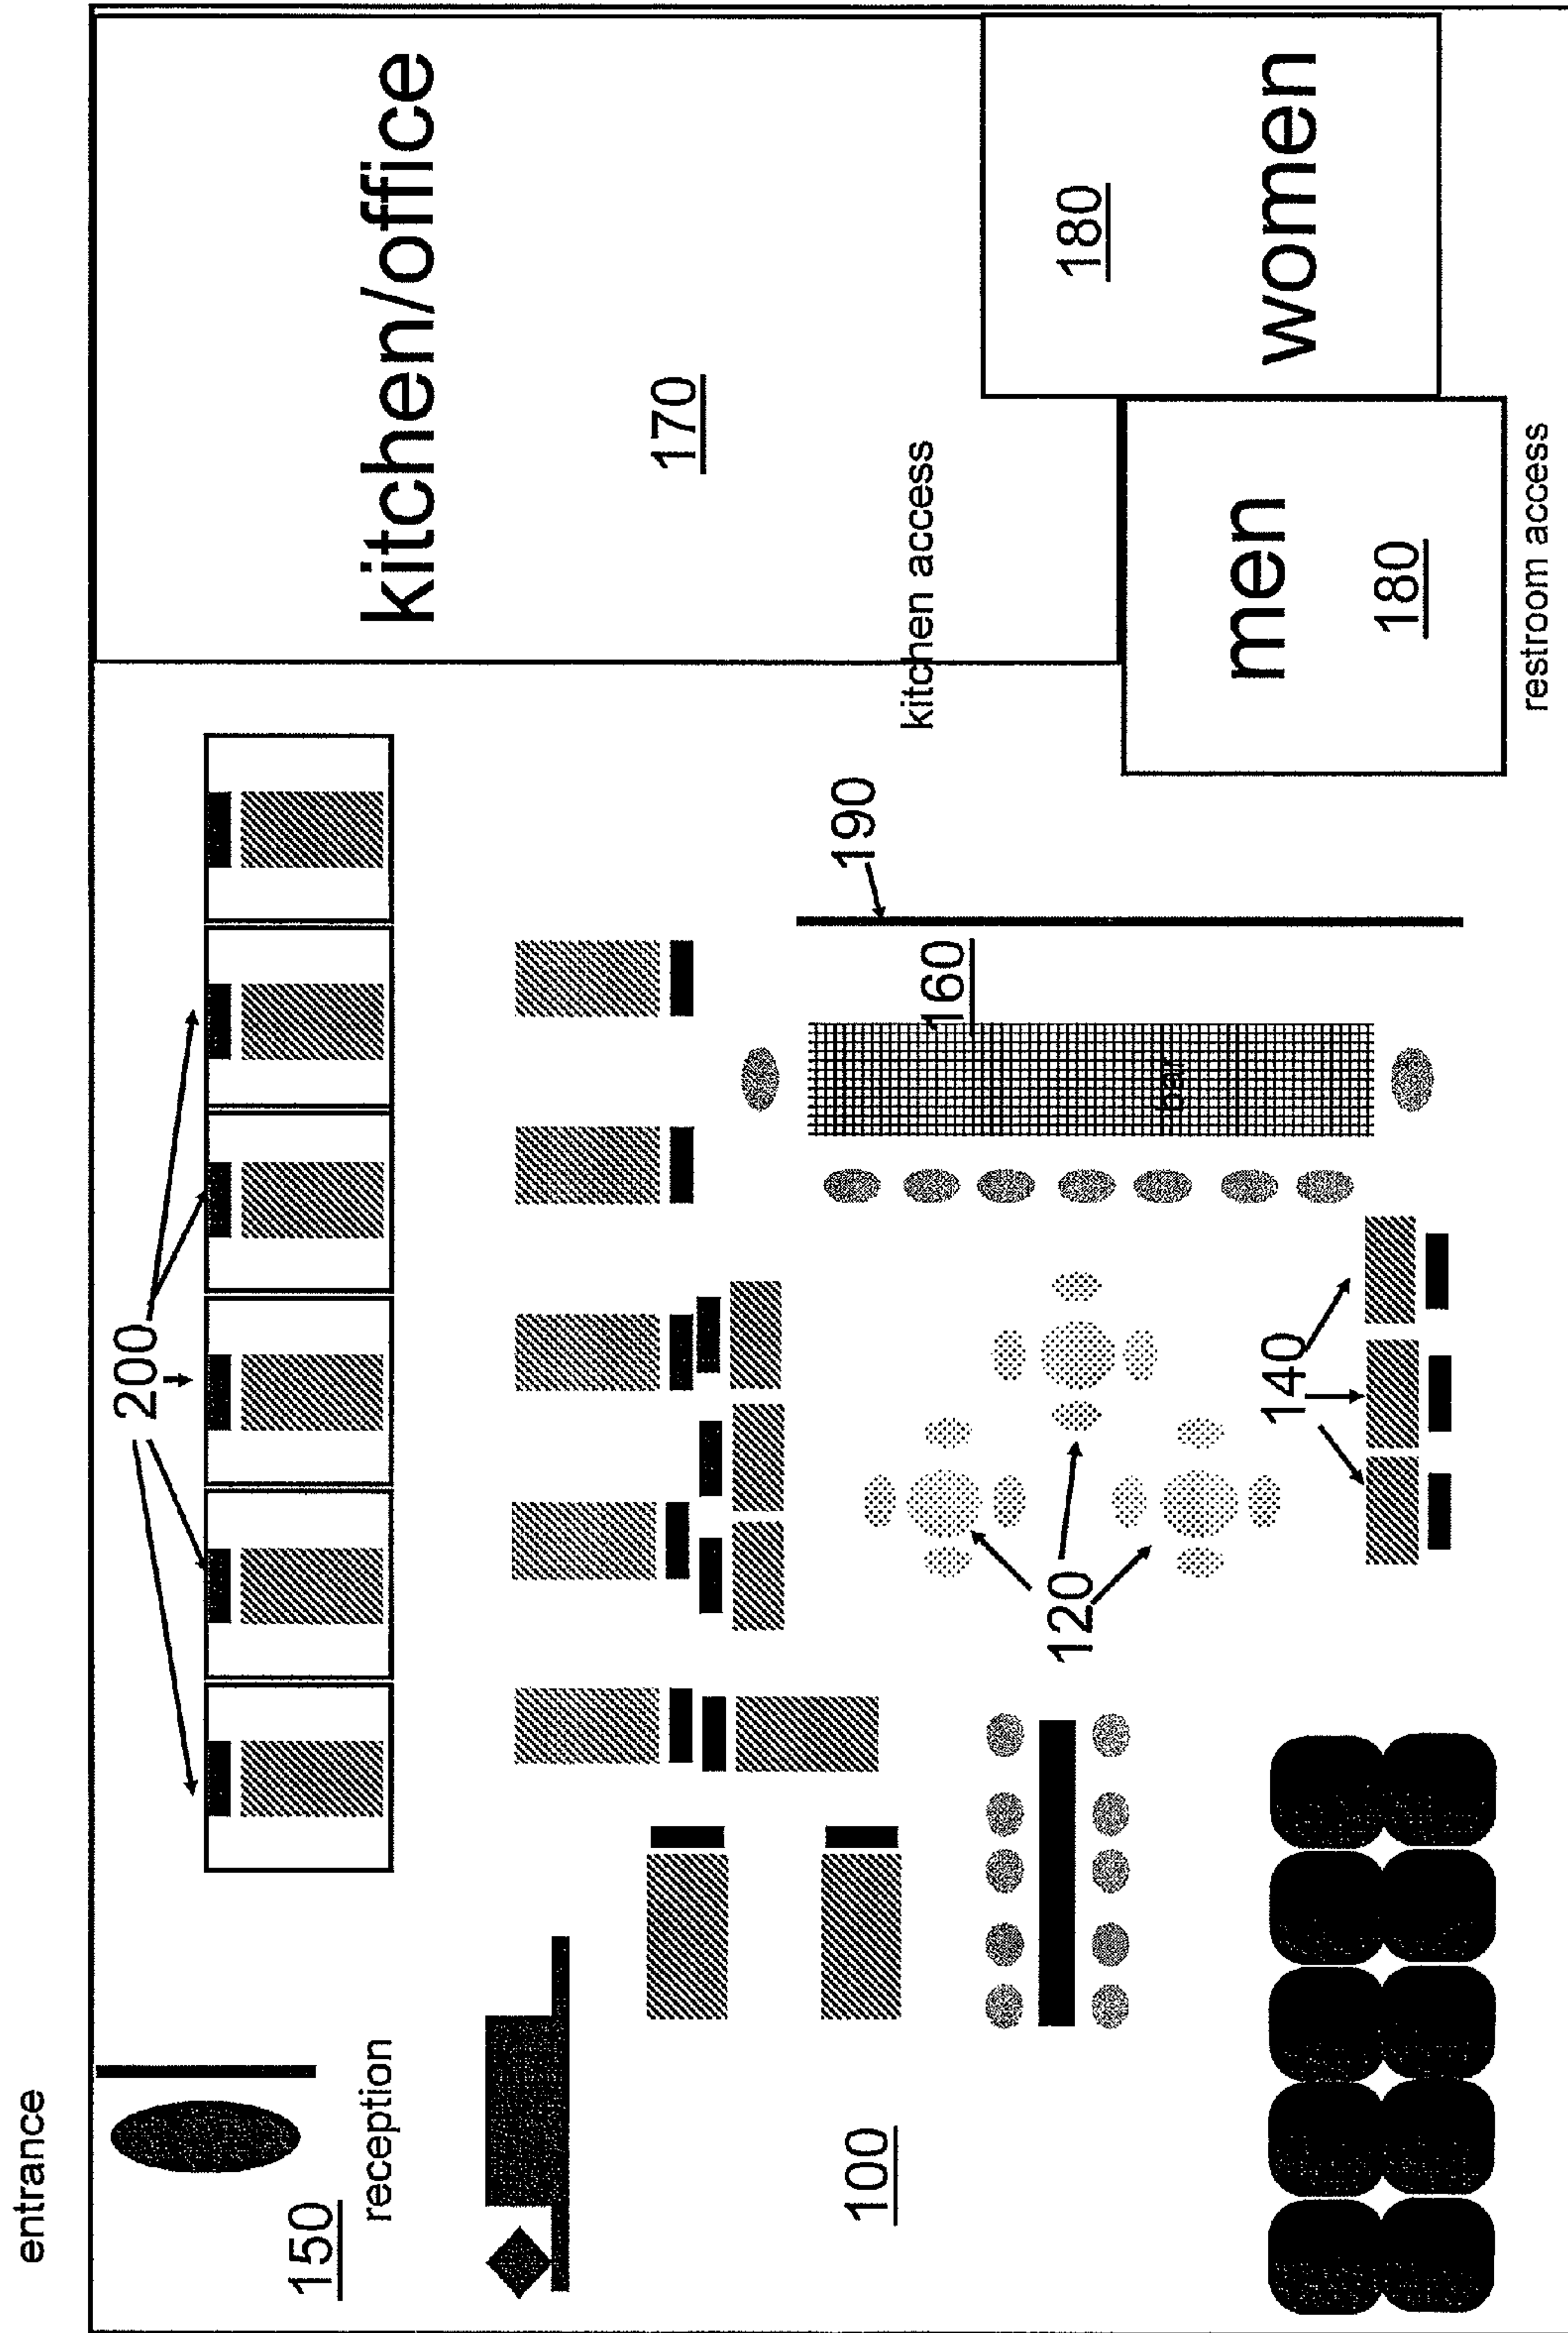 entrance
150
reception
200
kitchen/office
170
100
120
140
bar
160
190
kitchen access
men
180
women
180
restroom access